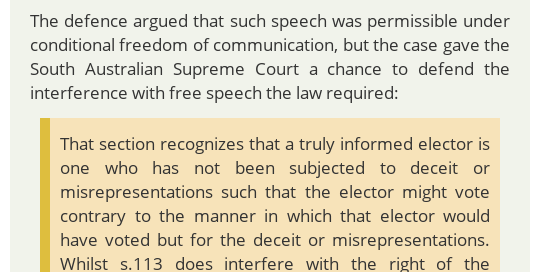 The defence argued that such speech was permissible under
conditional freedom of communication, but the case gave the
South Australian Supreme Court a chance to defend the
interference with free speech the law required:
That section recognizes that a truly informed elector is
one who has not been subjected to deceit or
misrepresentations such that the elector might vote
contrary to the manner in which that elector would
have voted but for the deceit or misrepresentations.
Whilst s.113 does interfere with the right of the